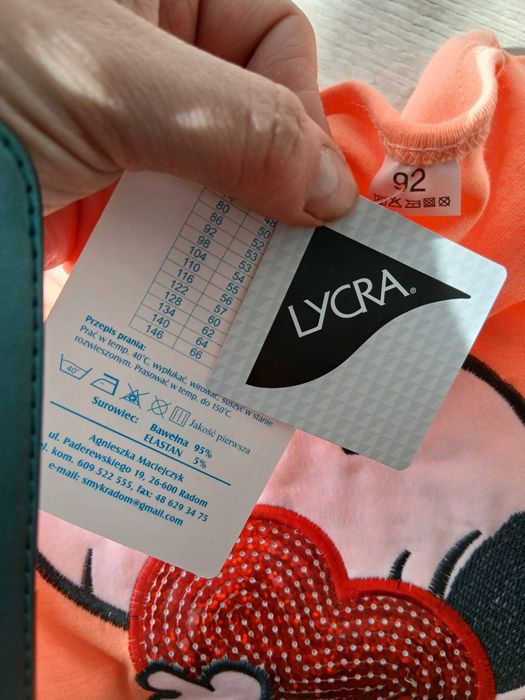 92
48
80 50
86 52
92 53
98 53
104 54
110 55
116 56
122 57
128 60
134 62
140 64
146 66
LYCRA®
Przepis prania:
Prać w temp. 40°C, wypłukać, wirować, suszyć w stanie
rozwieszonym. Prasować w temp. do 150°C.
40° Jakość pierwsza
Surowiec: Bawełna 95%
ELASTAN 5%
Agnieszka Maciejczyk
ul. Paderewskiego 19, 26-600 Radom
el. kom. 609 522 555, fax: 48 629 34 75
e-mail: smykradom@gmail.com